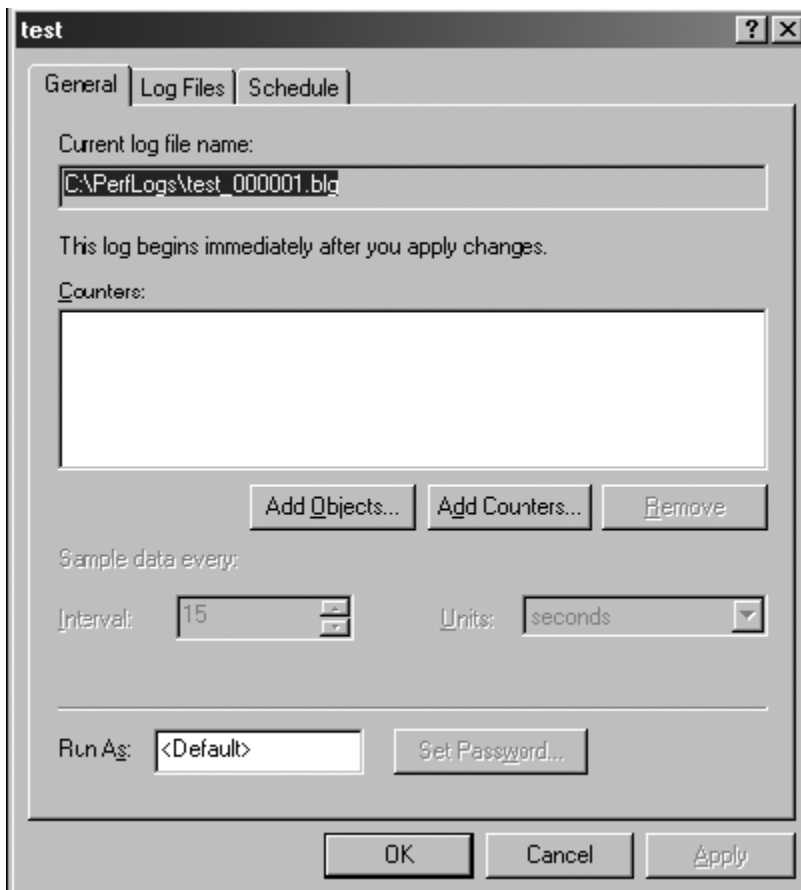 test
General Log Files Schedule
Current log file name:
C:\PerfLogs\test_000001.blg
This log begins immediately after you apply changes.
Counters:
Add Objects... Add Counters... Remove
Sample data every:
Interval: 15 Units: seconds
Run As: <Default> Set Password...
OK Cancel Apply